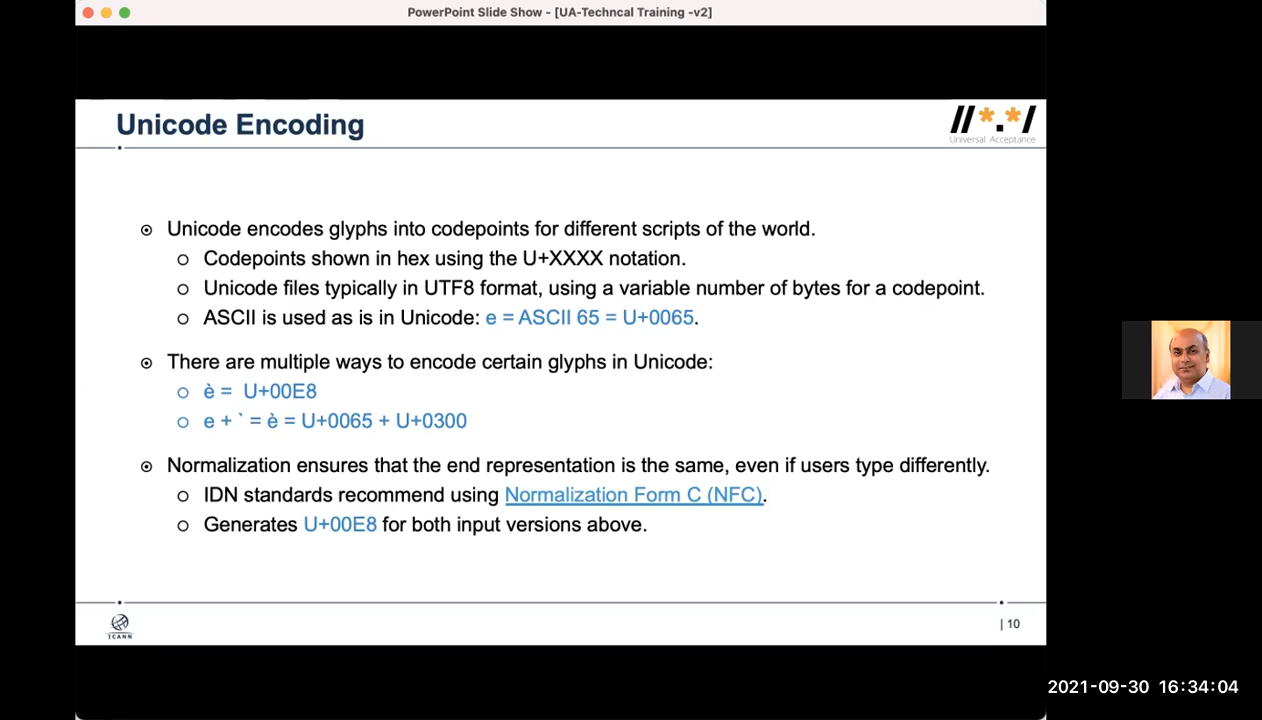 PowerPoint Slide Show - [UA-Techncal Training -v2]
Unicode Encoding
//*.*/
Universal Acceptance
Unicode encodes glyphs into codepoints for different scripts of the world.
Codepoints shown in hex using the U+XXXX notation.
Unicode files typically in UTF8 format, using a variable number of bytes for a codepoint.
ASCII is used as is in Unicode: e = ASCII 65 = U+0065.
There are multiple ways to encode certain glyphs in Unicode:
è = U+00E8
e + ` = è = U+0065 + U+0300
Normalization ensures that the end representation is the same, even if users type differently.
IDN standards recommend using Normalization Form C (NFC).
Generates U+00E8 for both input versions above.
ICANN
| 10
2021-09-30 16:34:04